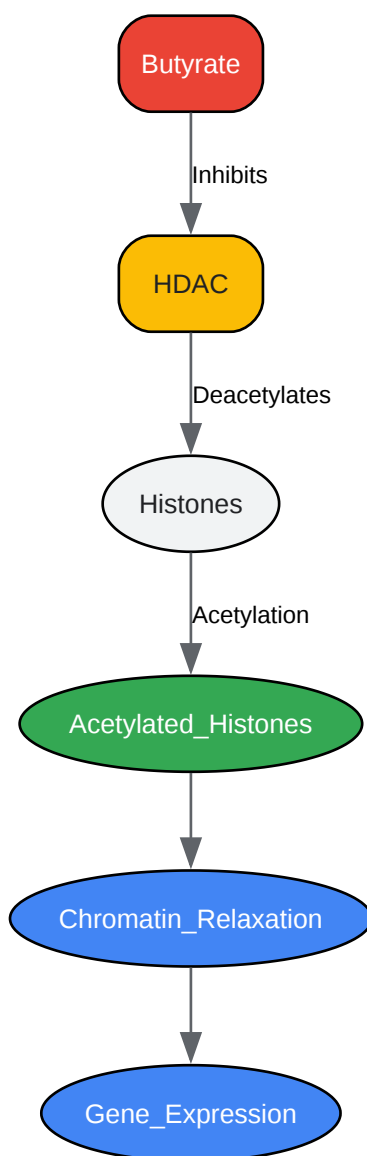 Butyrate
Inhibits
HDAC
Deacetylates
Histones
Acetylation
Acetylated_Histones
Chromatin_Relaxation
Gene_Expression